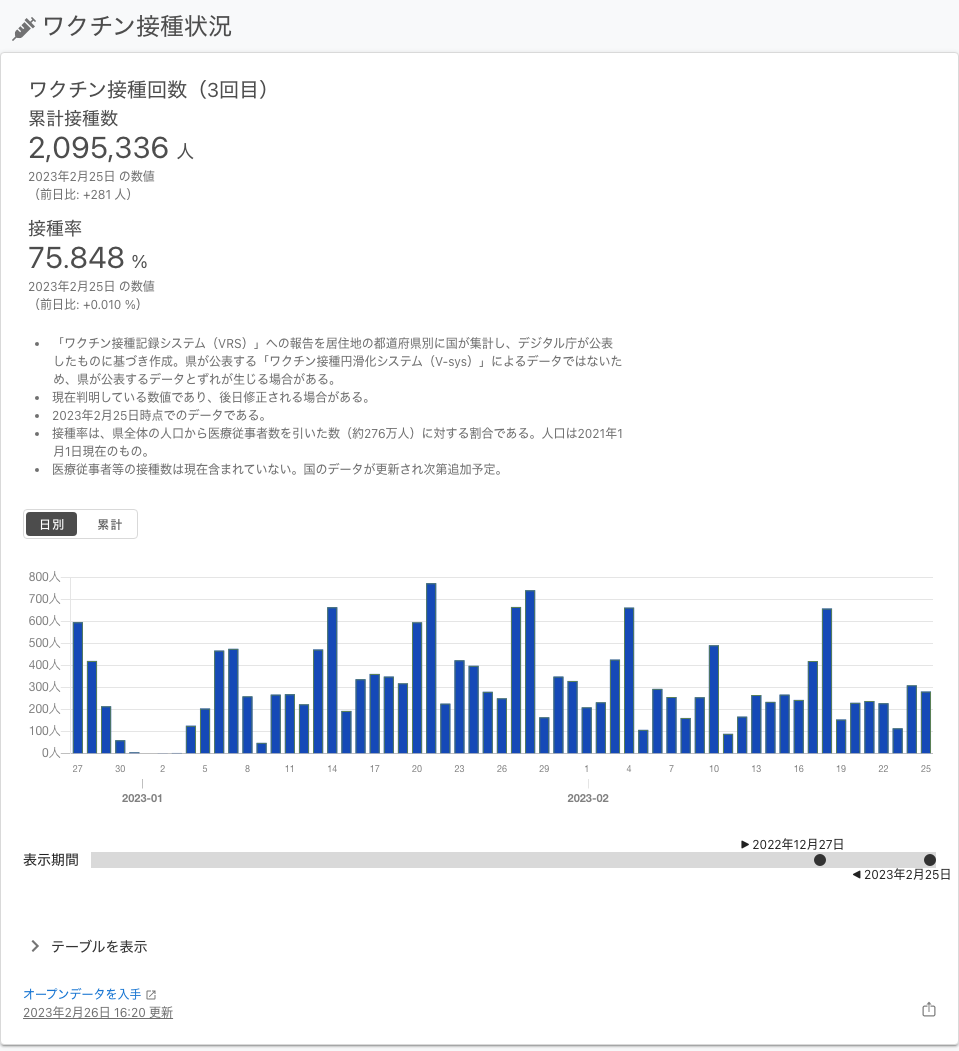 ワクチン接種状況
ワクチン接種回数（3回目）
累計接種数
2,095,336 人
2023年2月25日 の数値
（前日比: +281 人）
接種率
75.848 %
2023年2月25日 の数値
（前日比: +0.010 %）
「ワクチン接種記録システム（VRS）」への報告を居住地の都道府県別に国が集計し、デジタル庁が公表
したものに基づき作成。県が公表する「ワクチン接種円滑化システム（V-sys）」によるデータではないた
め、県が公表するデータとずれが生じる場合がある。
現在判明している数値であり、後日修正される場合がある。
2023年2月25日時点でのデータである。
接種率は、県全体の人口から医療従事者数を引いた数（約276万人）に対する割合である。人口は2021年1
月1日現在のもの。
医療従事者等の接種数は現在含まれていない。国のデータが更新され次第追加予定。
日別 累計
800人
700人
600人
500人
400人
300人
200人
100人
0人
27 30 2 5 8 11 14 17 20 23 26 29 1 4 7 10 13 16 19 22 25
2023-01 2023-02
▶ 2022年12月27日
表示期間
◀ 2023年2月25日
テーブルを表示
オープンデータを入手
2023年2月26日 16:20 更新